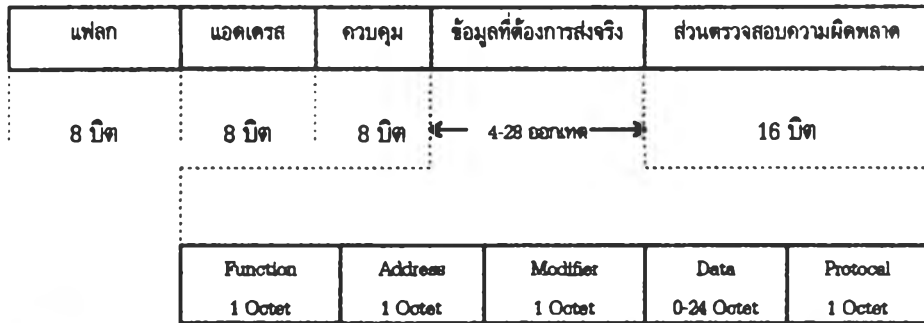 แฟลก แอดเดรส ควบคุม ข้อมูลที่ต้องการส่งจริง ส่วนตรวจสอบความผิดพลาด
8 บิต 8 บิต 8 บิต 4-28 ออกเทต 16 บิต
Function Address Modifier Data Protocal
1 Octet 1 Octet 1 Octet 0-24 Octet 1 Octet